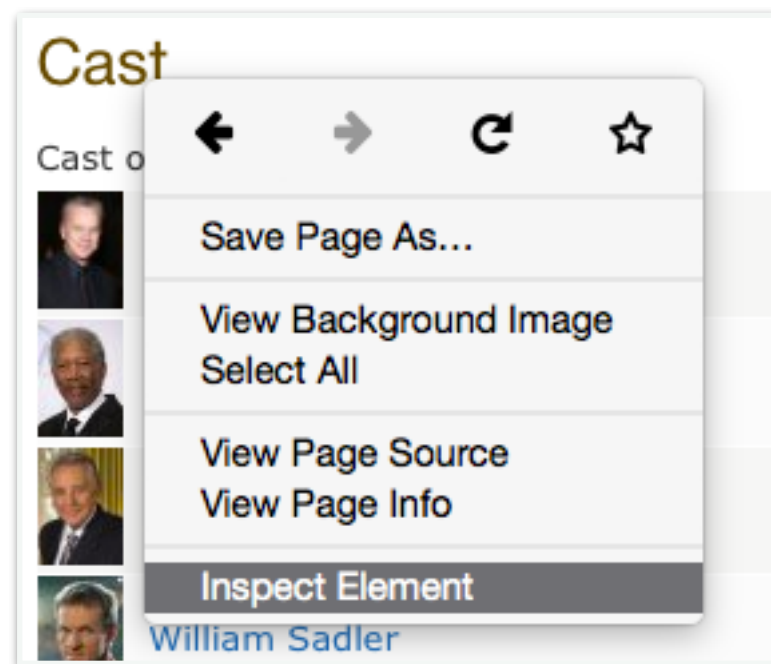 Cast
Cast o
Save Page As...
View Background Image
Select All
View Page Source
View Page Info
Inspect Element
William Sadler